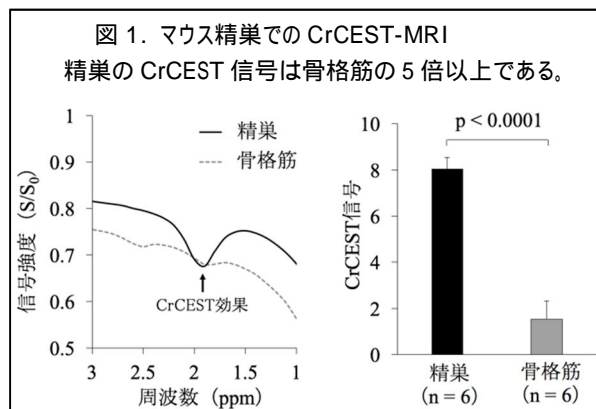 図 1. マウス精巣での CrCEST-MRI
精巣の CrCEST 信号は骨格筋の 5 倍以上である。
1
0.9
0.8
0.7
0.6
0.5
信号強度 (S/S₀)
精巣
骨格筋
CrCEST効果
3
2.5
2
1.5
1
周波数 (ppm)
p < 0.0001
10
8
6
4
2
0
CrCEST信号
精巣
(n = 6)
骨格筋
(n = 6)